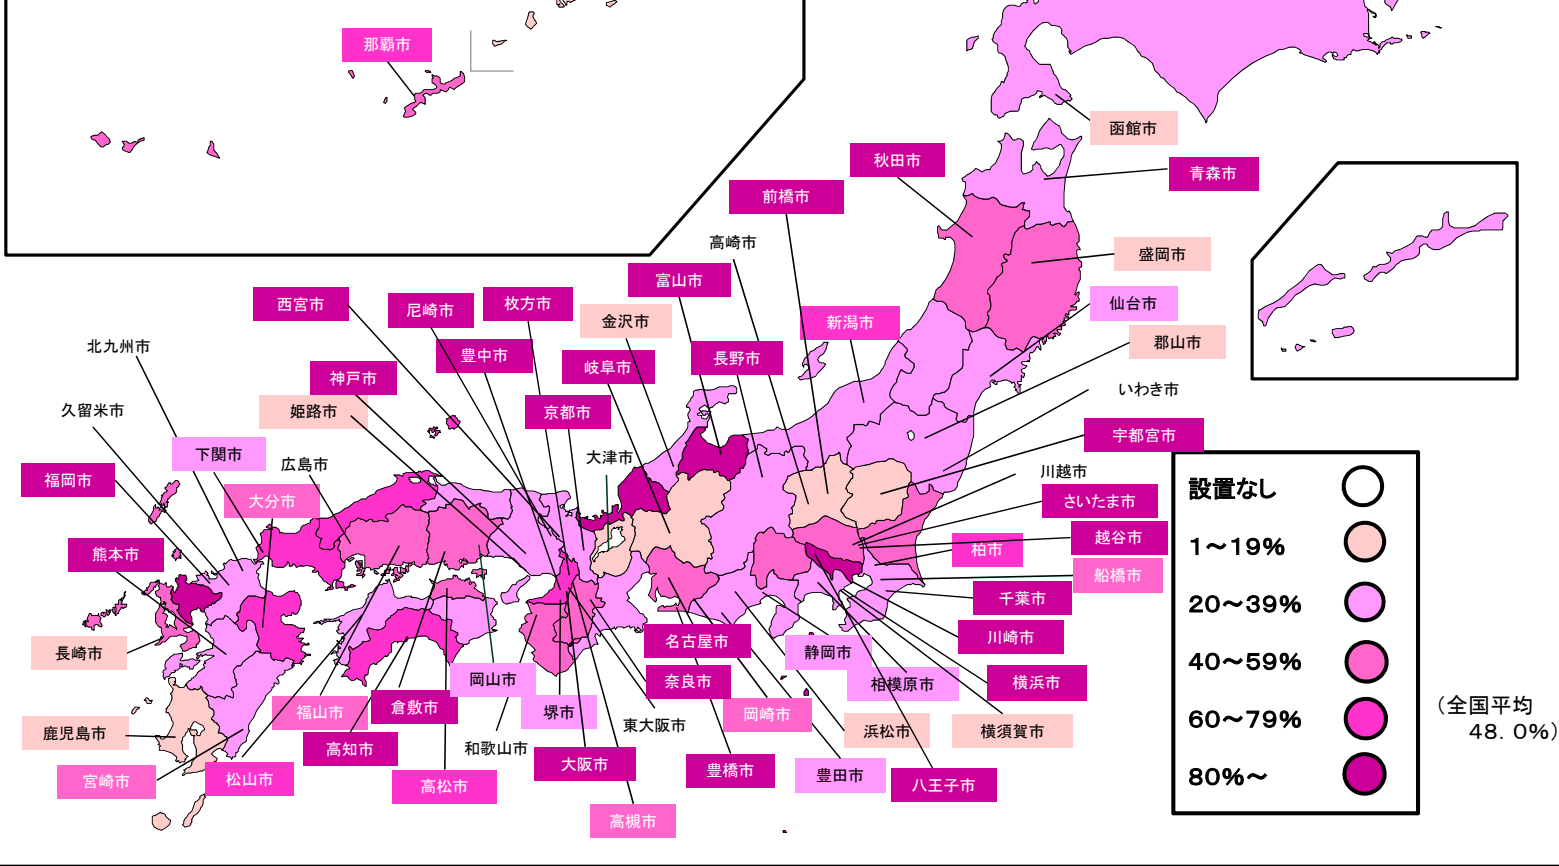 那覇市
函館市
秋田市
青森市
前橋市
高崎市
盛岡市
富山市
仙台市
西宮市
尼崎市
枚方市
金沢市
新潟市
郡山市
北九州市
豊中市
岐阜市
長野市
神戸市
いわき市
久留米市
姫路市
京都市
宇都宮市
下関市
広島市
大津市
川越市
福岡市
大分市
さいたま市
越谷市
熊本市
柏市
船橋市
千葉市
川崎市
長崎市
名古屋市
静岡市
岡山市
奈良市
相模原市
横浜市
福山市
倉敷市
堺市
東大阪市
岡崎市
浜松市
横須賀市
鹿児島市
高知市
和歌山市
宮崎市
松山市
高松市
大阪市
豊橋市
豊田市
八王子市
高槻市
設置なし
1～19%
20～39%
40～59%
60～79%
80%～
（全国平均
48．0%）